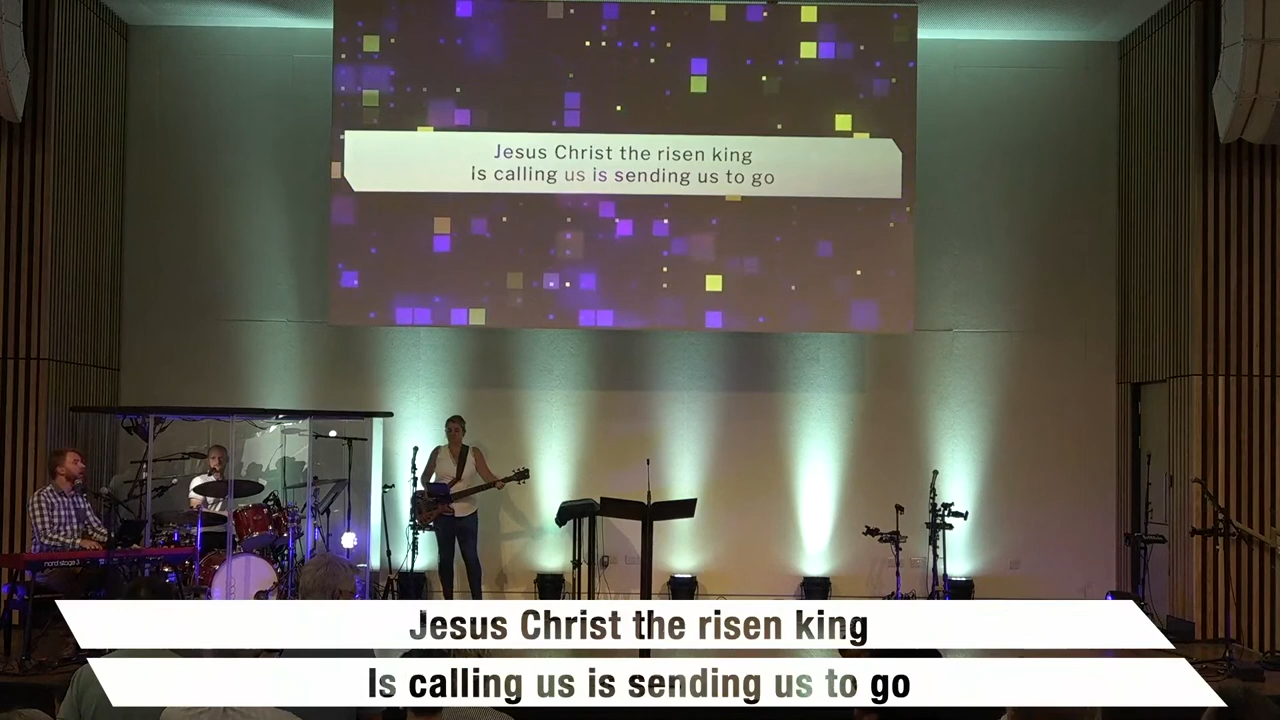 Jesus Christ the risen king
Is calling us is sending us to go
nord stage 3
Jesus Christ the risen king
Is calling us is sending us to go